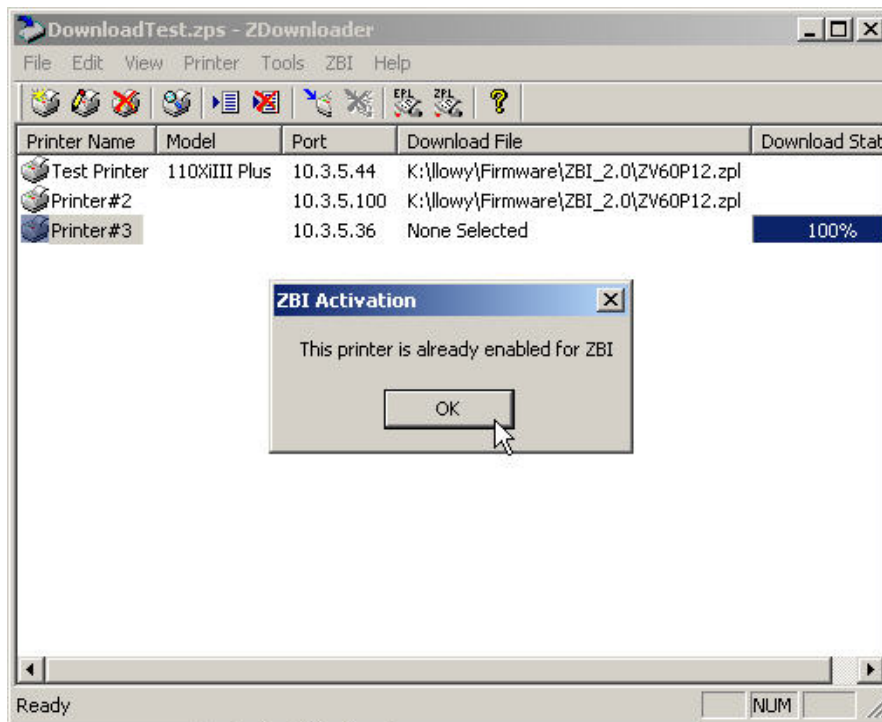 DownloadTest.zps - ZDownloader
File Edit View Printer Tools ZBI Help
EPL ZPL ?
Printer Name Model Port Download File Download Stat
Test Printer 110XiIII Plus 10.3.5.44 K:\llowy\Firmware\ZBI_2.0\ZV60P12.zpl
Printer#2 10.3.5.100 K:\llowy\Firmware\ZBI_2.0\ZV60P12.zpl
Printer#3 10.3.5.36 None Selected 100%
ZBI Activation
This printer is already enabled for ZBI
OK
Ready NUM